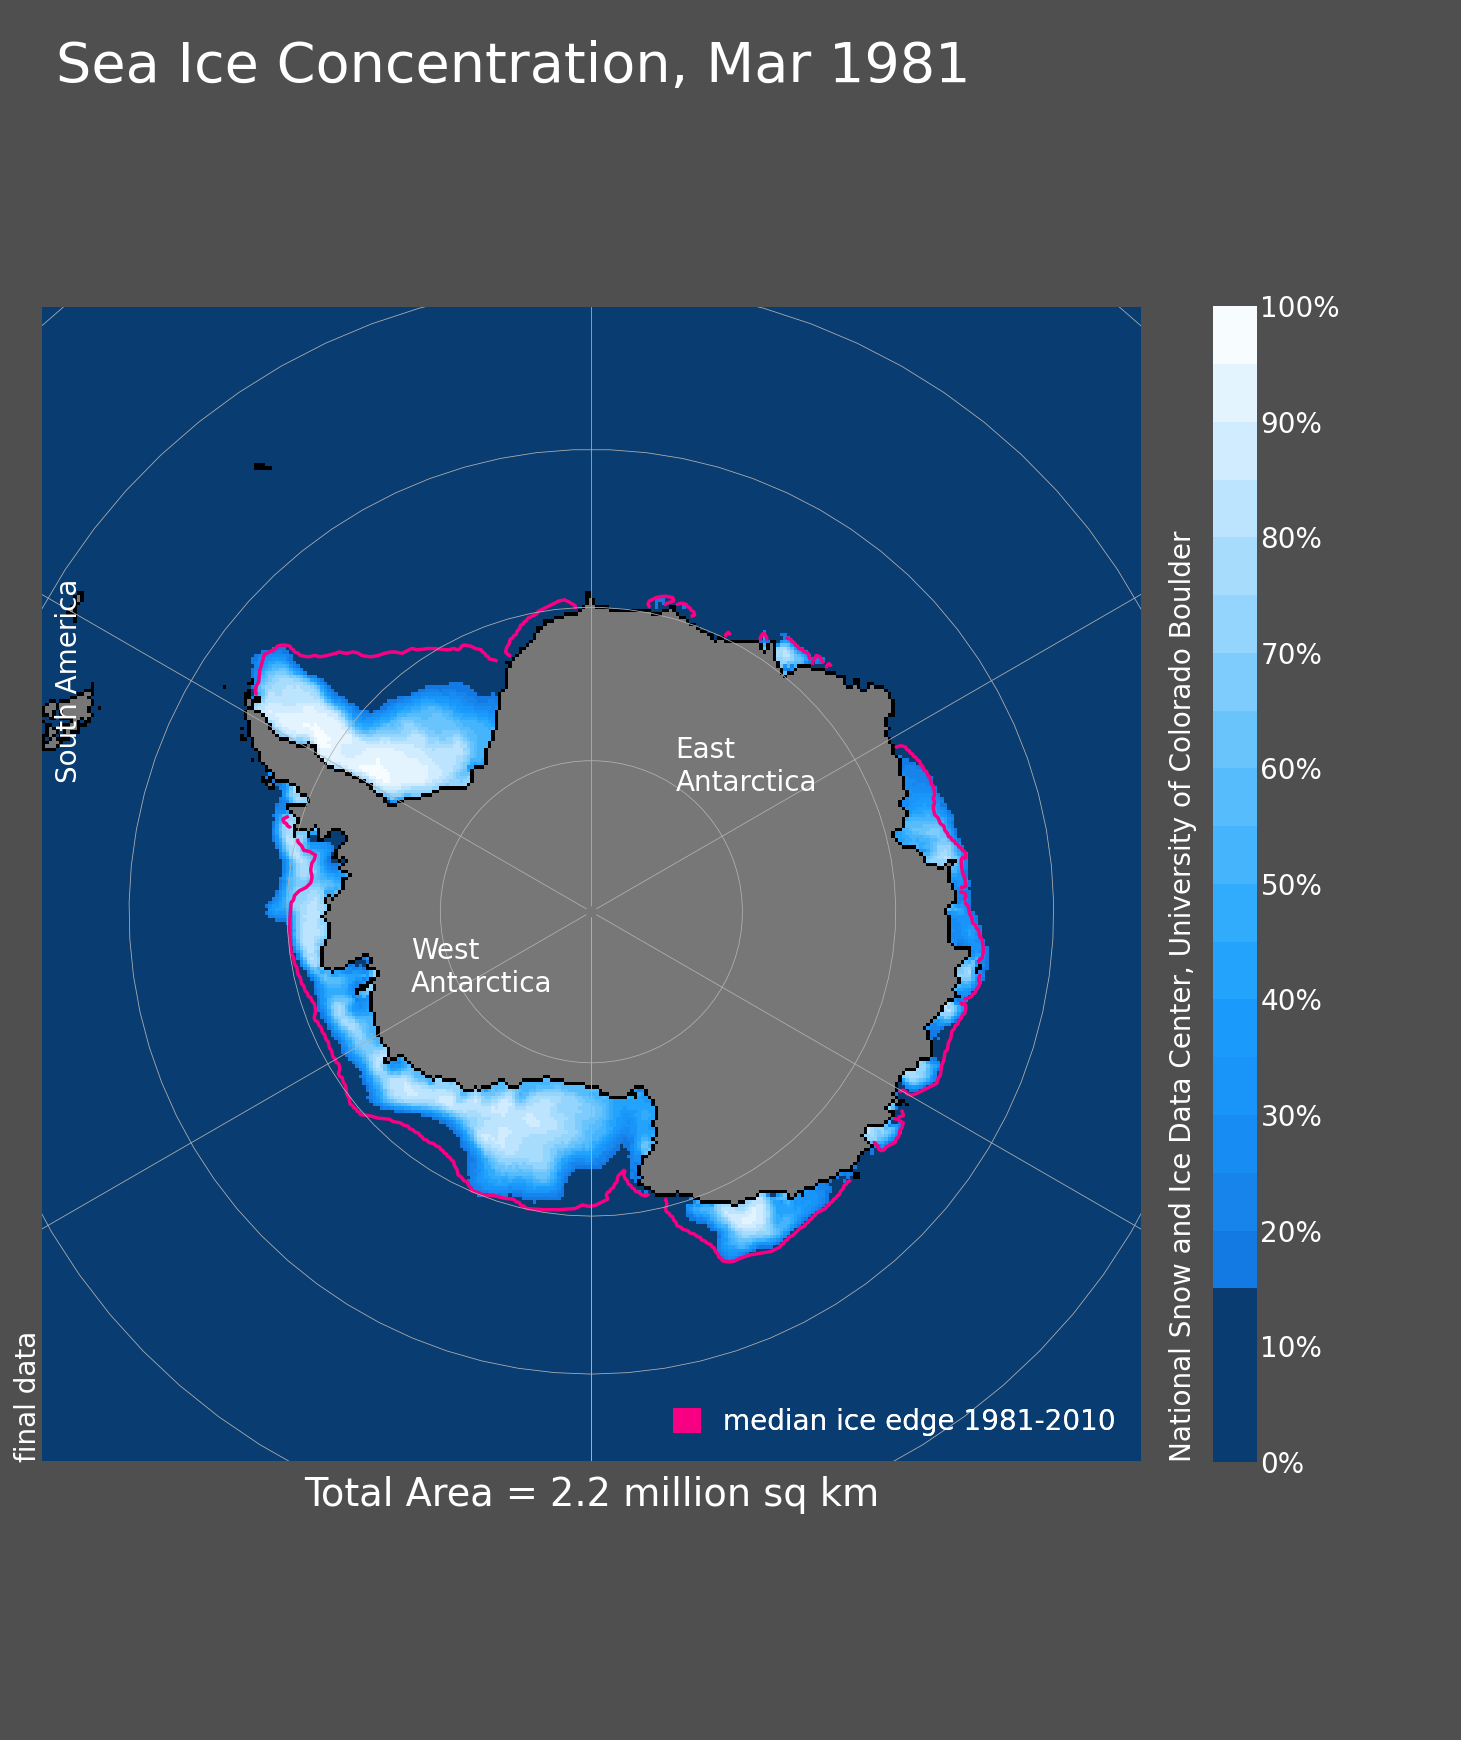 Sea Ice Concentration, Mar 1981
South America
East
Antarctica
West
Antarctica
final data
median ice edge 1981-2010
Total Area = 2.2 million sq km
National Snow and Ice Data Center, University of Colorado Boulder
100%
90%
80%
70%
60%
50%
40%
30%
20%
10%
0%